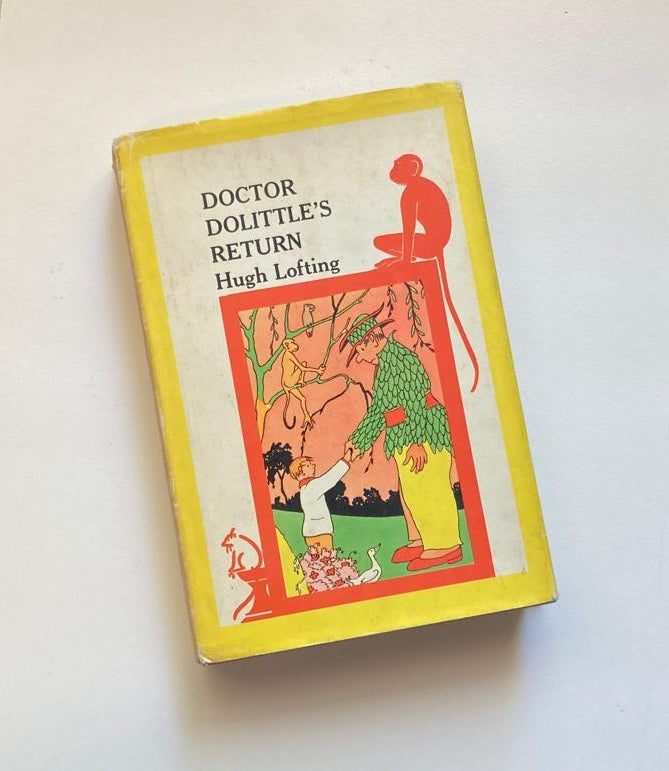 DOCTOR
DOLITTLE'S
RETURN
Hugh Lofting